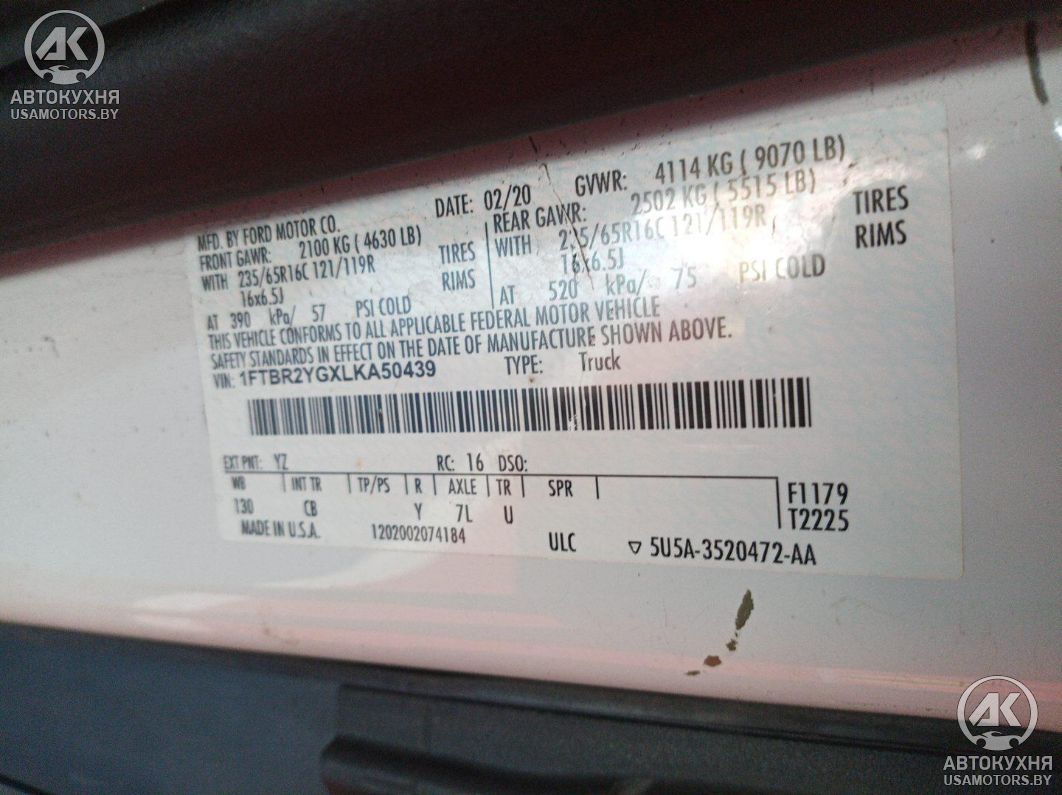 AK
АВТОКУХНЯ
USAMOTORS.BY
MFD. BY FORD MOTOR CO. DATE: 02/20 GVWR: 4114 KG ( 9070 LB)
FRONT GAWR: 2100 KG ( 4630 LB) REAR GAWR: 2502 KG ( 5515 LB)
WITH 235/65R16C 121/119R TIRES WITH 235/65R16C 121/119R TIRES
16x6.5J RIMS 16x6.5J RIMS
AT 390 kPa/ 57 PSI COLD AT 520 kPa/ 75 PSI COLD
THIS VEHICLE CONFORMS TO ALL APPLICABLE FEDERAL MOTOR VEHICLE
SAFETY STANDARDS IN EFFECT ON THE DATE OF MANUFACTURE SHOWN ABOVE.
VIN: 1FTBR2YGXLKA50439 TYPE: Truck
EXT PNT: YZ RC: 16 DSO:
WB INT TR TP/PS R AXLE TR SPR F1179
130 CB Y 7L U T2225
MADE IN U.S.A. 1202002074184 ULC ▽ 5U5A-3520472-AA
AK
АВТОКУХНЯ
USAMOTORS.BY